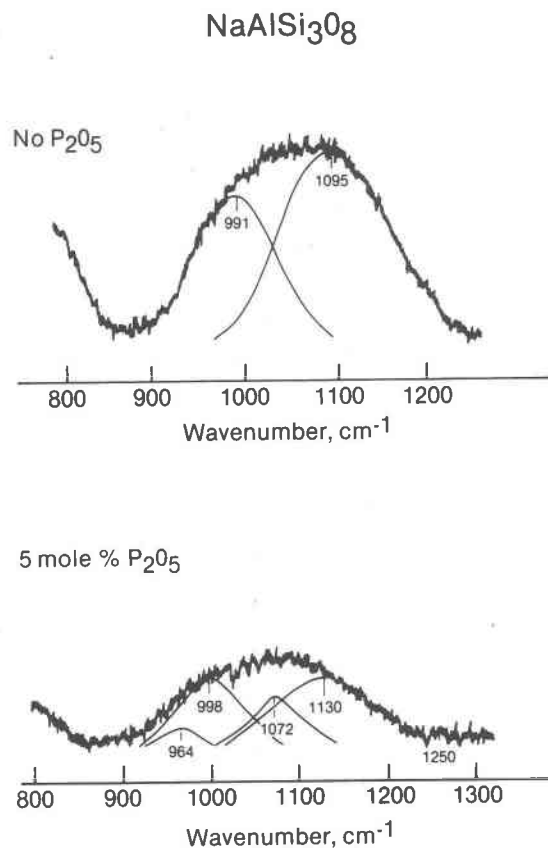 NaAlSi3O8
No P2O5
991
1095
800 900 1000 1100 1200
Wavenumber, cm-1
5 mole % P2O5
964
998
1072
1130
1250
800 900 1000 1100 1200 1300
Wavenumber, cm-1